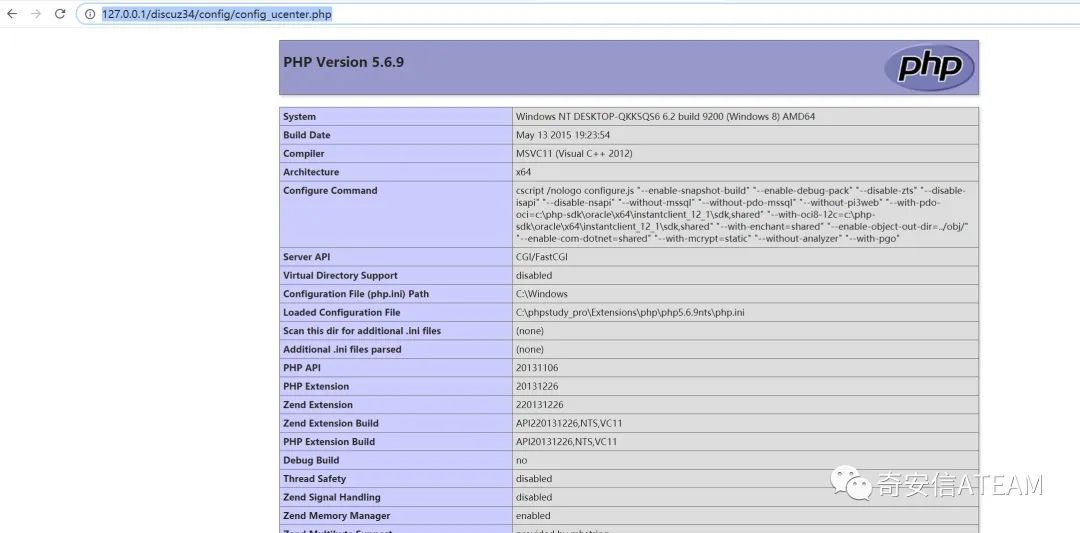 127.0.0.1/discuz34/config/config_ucenter.php
PHP Version 5.6.9
php
System Windows NT DESKTOP-QKKSQS6 6.2 build 9200 (Windows 8) AMD64
Build Date May 13 2015 19:23:54
Compiler MSVC11 (Visual C++ 2012)
Architecture x64
Configure Command cscript /nologo configure.js "--enable-snapshot-build" "--enable-debug-pack" "--disable-zts" "--disable-
isapi" "--disable-nsapi" "--without-mssql" "--without-pdo-mssql" "--without-pi3web" "--with-pdo-
oci=c:\php-sdk\oracle\x64\instantclient_12_1\sdk,shared" "--with-oci8-12c=c:\php-
sdk\oracle\x64\instantclient_12_1\sdk,shared" "--with-enchant=shared" "--enable-object-out-dir=../obj/"
"--enable-com-dotnet=shared" "--with-mcrypt=static" "--without-analyzer" "--with-pgo"
Server API CGI/FastCGI
Virtual Directory Support disabled
Configuration File (php.ini) Path C:\Windows
Loaded Configuration File C:\phpstudy_pro\Extensions\php\php5.6.9nts\php.ini
Scan this dir for additional .ini files (none)
Additional .ini files parsed (none)
PHP API 20131106
PHP Extension 20131226
Zend Extension 220131226
Zend Extension Build API220131226,NTS,VC11
PHP Extension Build API20131226,NTS,VC11
Debug Build no
Thread Safety disabled
Zend Signal Handling disabled
Zend Memory Manager enabled
奇安信ATEAM